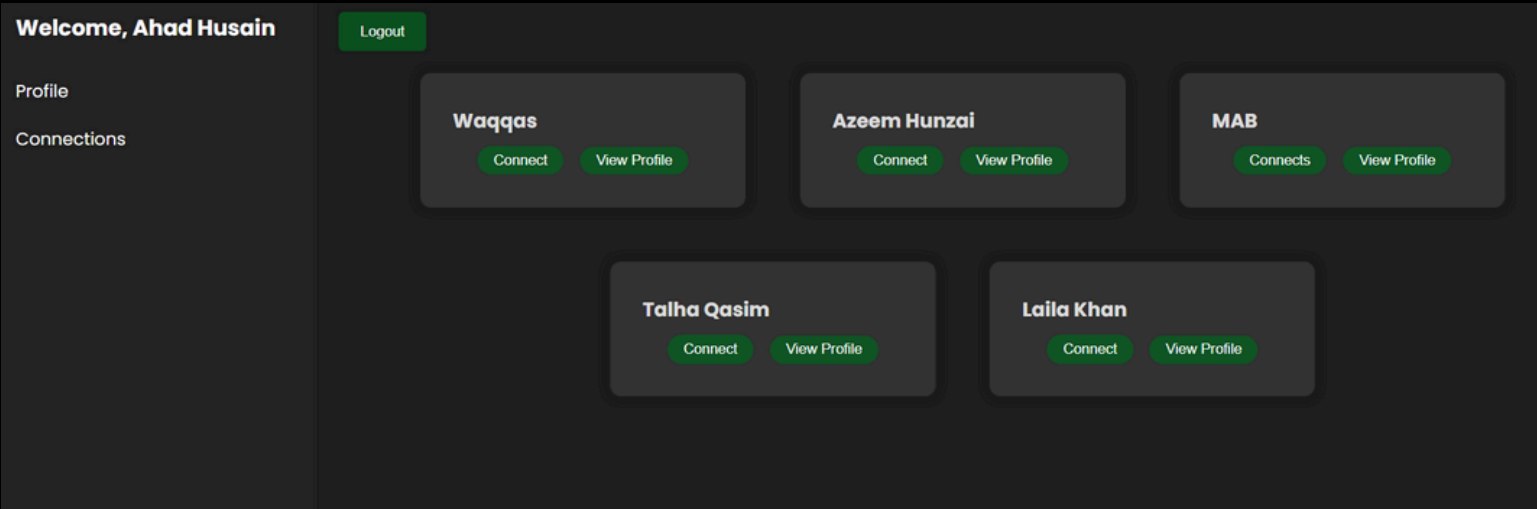 Welcome, Ahad Husain
Profile
Connections
Logout
Waqqas
Connect View Profile
Azeem Hunzai
Connect View Profile
MAB
Connects View Profile
Talha Qasim
Connect View Profile
Laila Khan
Connect View Profile